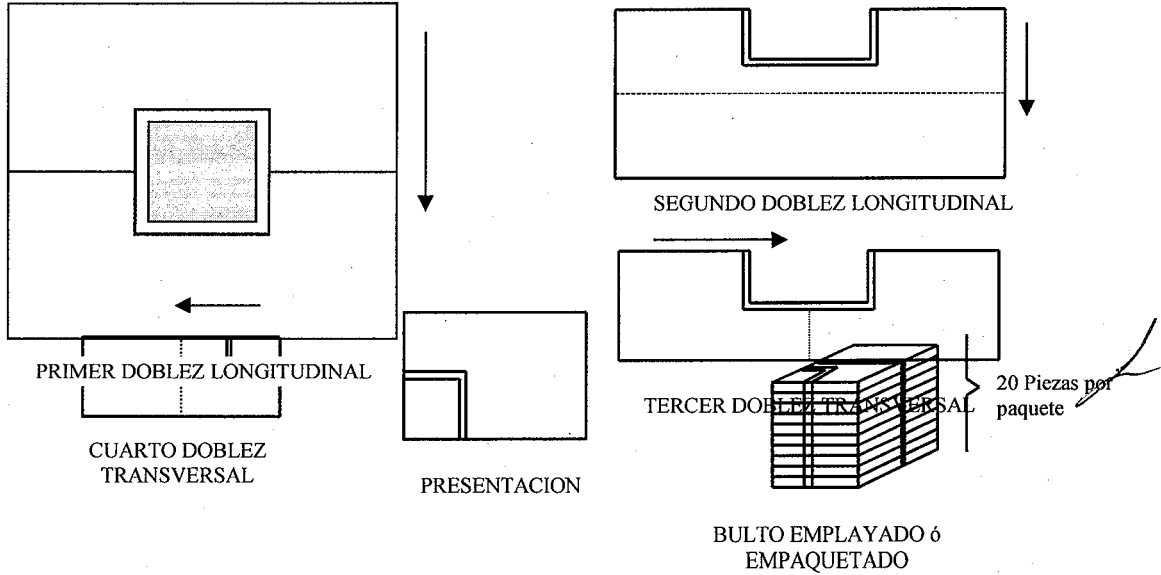 PRIMER DOBLEZ LONGITUDINAL
SEGUNDO DOBLEZ LONGITUDINAL
TERCER DOBLEZ TRANSVERSAL
CUARTO DOBLEZ
TRANSVERSAL
PRESENTACION
20 Piezas por
paquete
BULTO EMPLAYADO ó
EMPAQUETADO